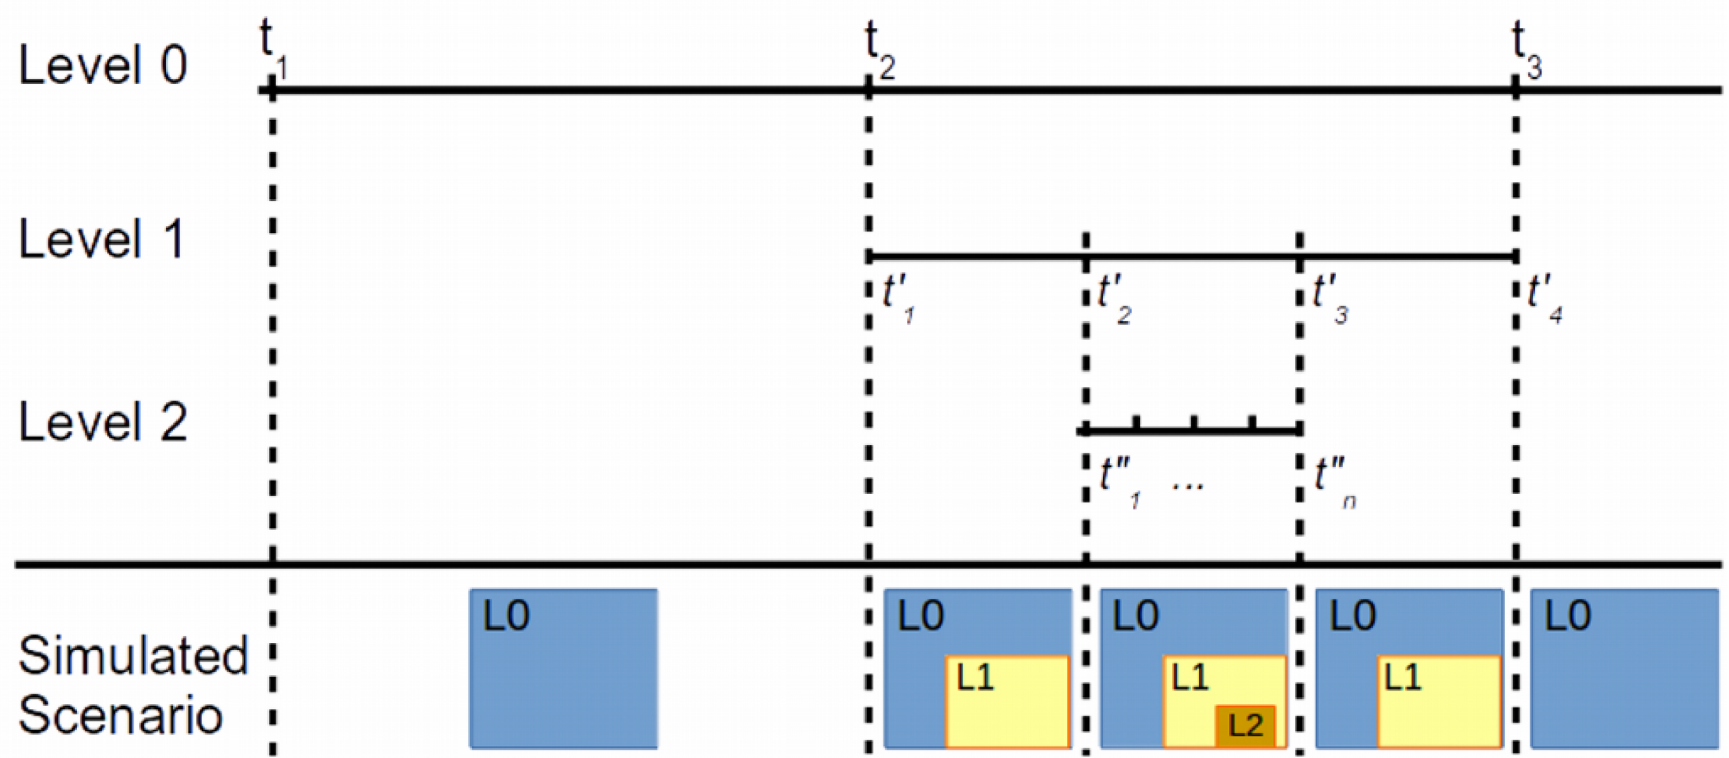 t1 t2 t3
Level 0
Level 1
t'1 t'2 t'3 t'4
Level 2
t"1 ... t"n
L0 L0 L0 L0 L0
L1 L1 L1
L2
Simulated
Scenario